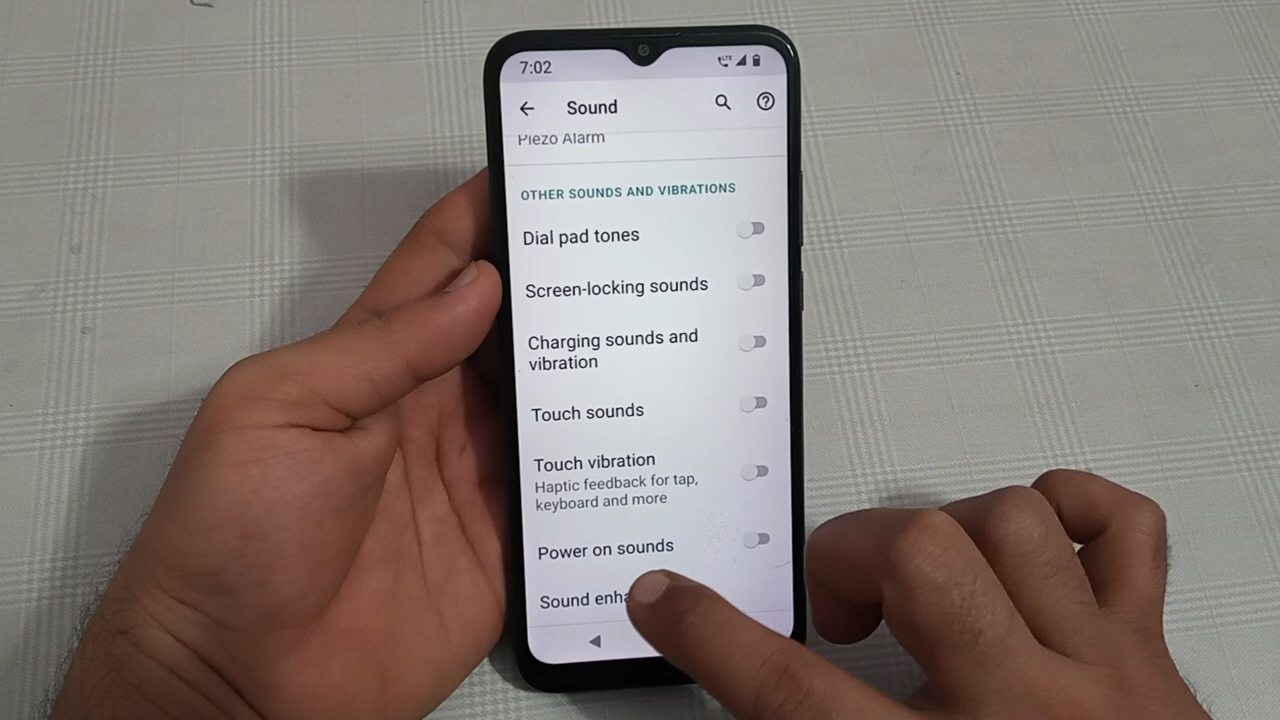 7:02
LTE
Sound
Piezo Alarm
OTHER SOUNDS AND VIBRATIONS
Dial pad tones
Screen-locking sounds
Charging sounds and
vibration
Touch sounds
Touch vibration
Haptic feedback for tap,
keyboard and more
Power on sounds
Sound